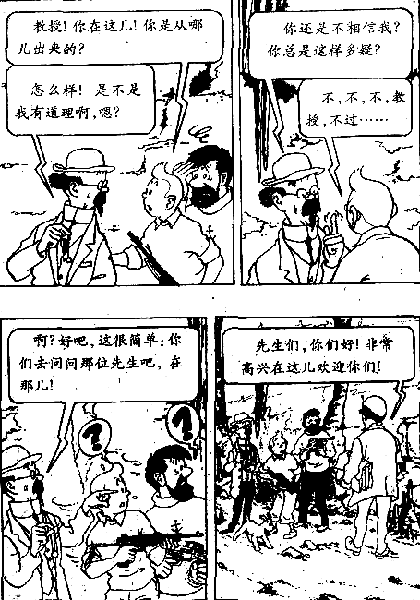 教授！你在这儿！你是从哪
儿出来的？
怎么样！是不是
我有道理啊，嗯？
你还是不相信我？
你总是这样多疑？
不，不，不，教
授，不过……
啊？好吧，这很简单：你
们去问问那位先生吧，在
那儿！
?
?
先生们，你们好！非常
高兴在这儿欢迎你们！